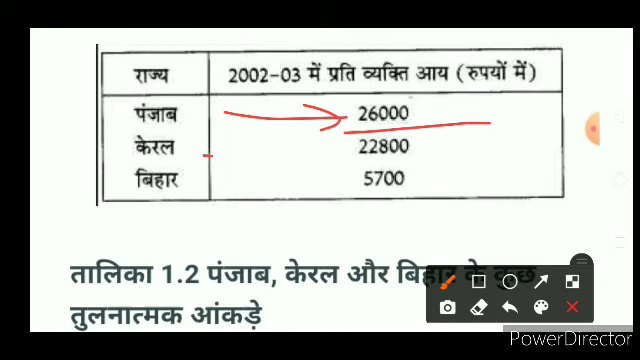 राज्य 2002-03 में प्रति व्यक्ति आय (रुपयों में)
पंजाब 26000
केरल 22800
बिहार 5700
तालिका 1.2 पंजाब, केरल और बिहार के कुछ
तुलनात्मक आंकड़े
PowerDirector